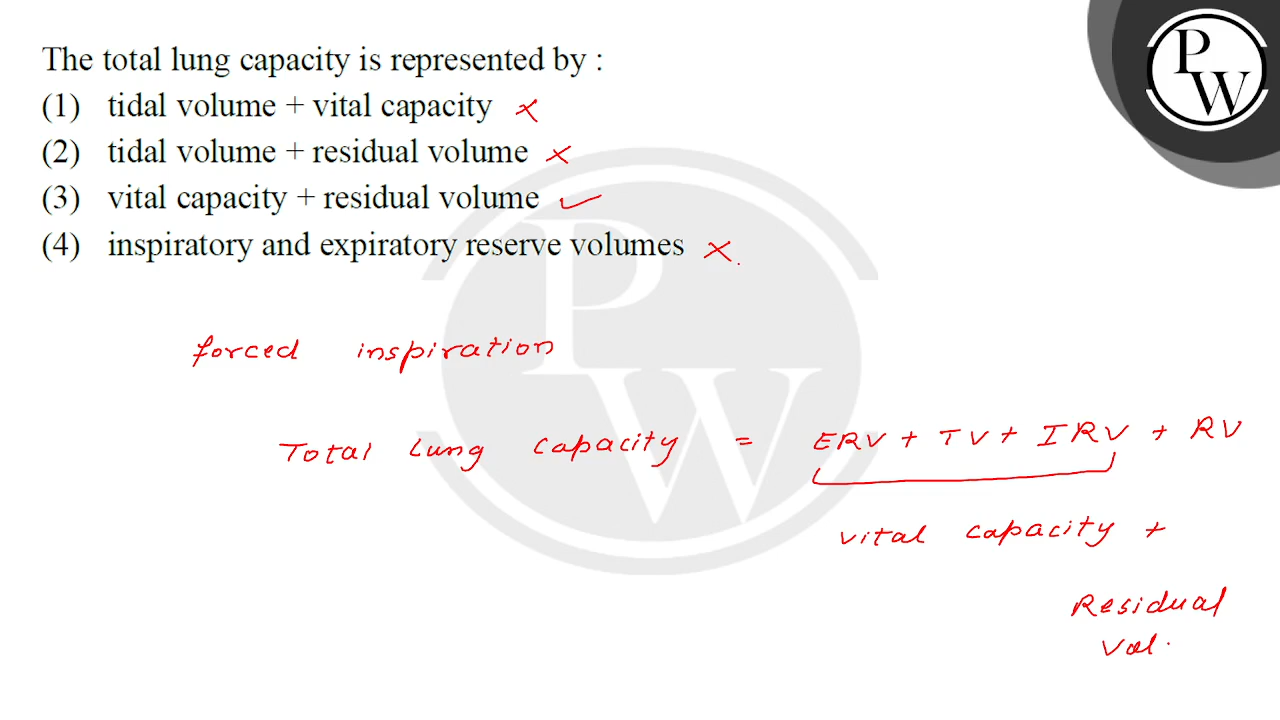 The total lung capacity is represented by :
(1) tidal volume + vital capacity ×
(2) tidal volume + residual volume ×
(3) vital capacity + residual volume ✓
(4) inspiratory and expiratory reserve volumes ×
forced inspiration
Total Lung capacity = ERV + TV + IRV + RV
vital capacity +
Residual
Vol.
P
W
P
W